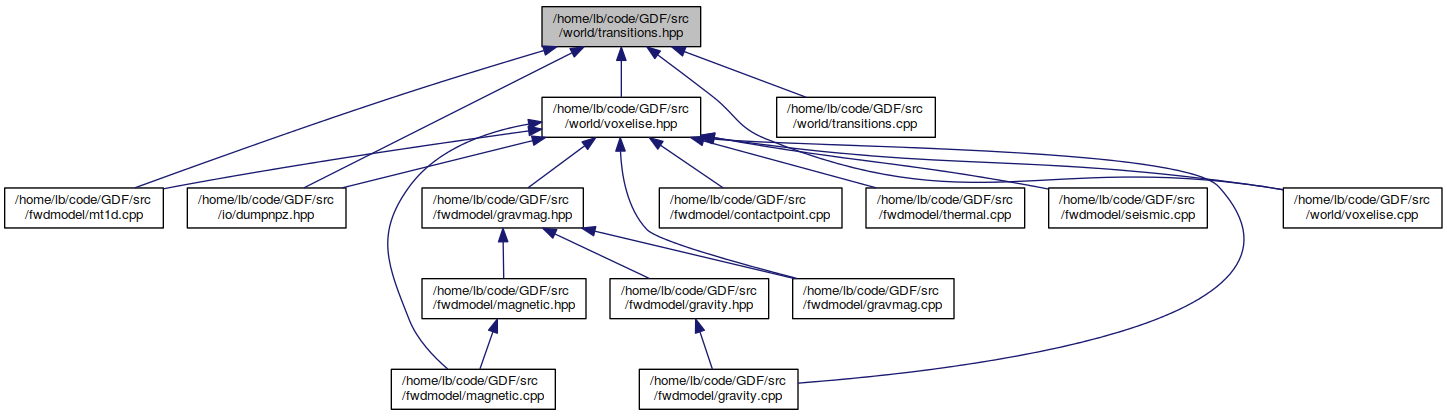 /home/lb/code/GDF/src
/world/transitions.hpp
/home/lb/code/GDF/src
/world/voxelise.hpp
/home/lb/code/GDF/src
/world/transitions.cpp
/home/lb/code/GDF/src
/fwdmodel/mt1d.cpp
/home/lb/code/GDF/src
/io/dumpnpz.hpp
/home/lb/code/GDF/src
/fwdmodel/gravmag.hpp
/home/lb/code/GDF/src
/fwdmodel/contactpoint.cpp
/home/lb/code/GDF/src
/fwdmodel/thermal.cpp
/home/lb/code/GDF/src
/fwdmodel/seismic.cpp
/home/lb/code/GDF/src
/world/voxelise.cpp
/home/lb/code/GDF/src
/fwdmodel/magnetic.hpp
/home/lb/code/GDF/src
/fwdmodel/gravity.hpp
/home/lb/code/GDF/src
/fwdmodel/gravmag.cpp
/home/lb/code/GDF/src
/fwdmodel/magnetic.cpp
/home/lb/code/GDF/src
/fwdmodel/gravity.cpp